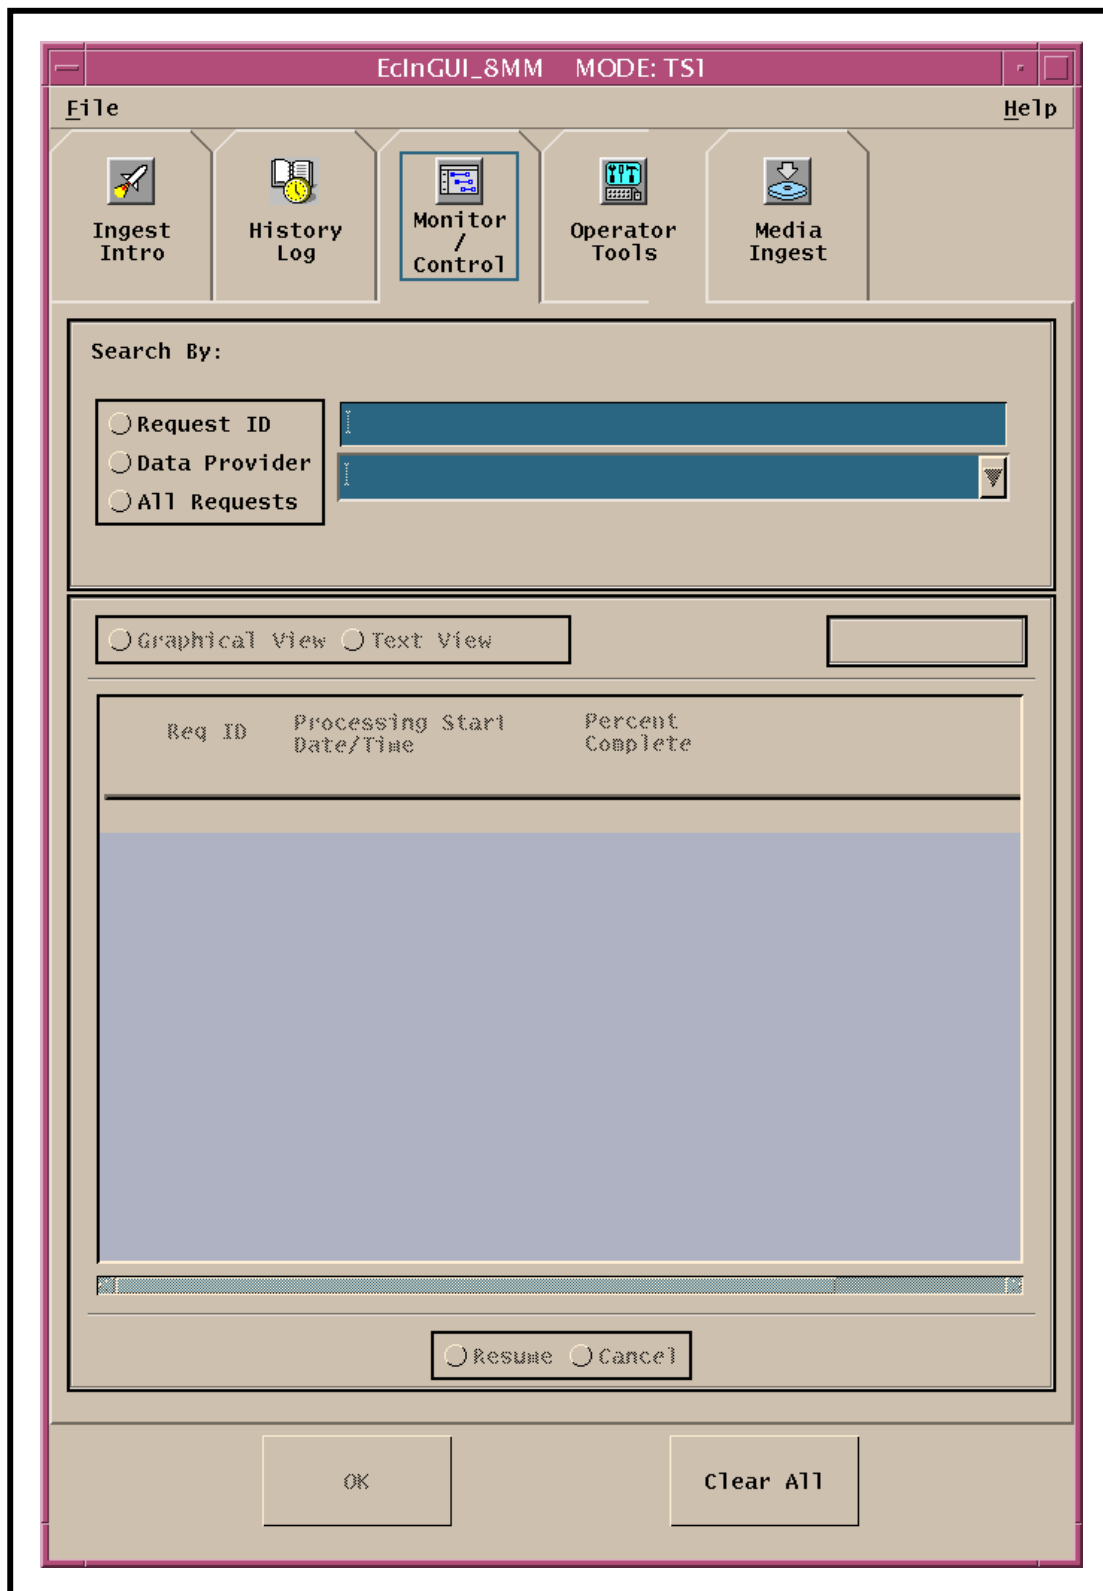 EcInGUI_8MM MODE: TS1
File Help
Ingest
Intro
History
Log
Monitor
/
Control
Operator
Tools
Media
Ingest
Search By:
Request ID
Data Provider
All Requests
Graphical View Text View
Req ID
Processing Start
Date/Time
Percent
Complete
Resume Cancel
OK Clear All